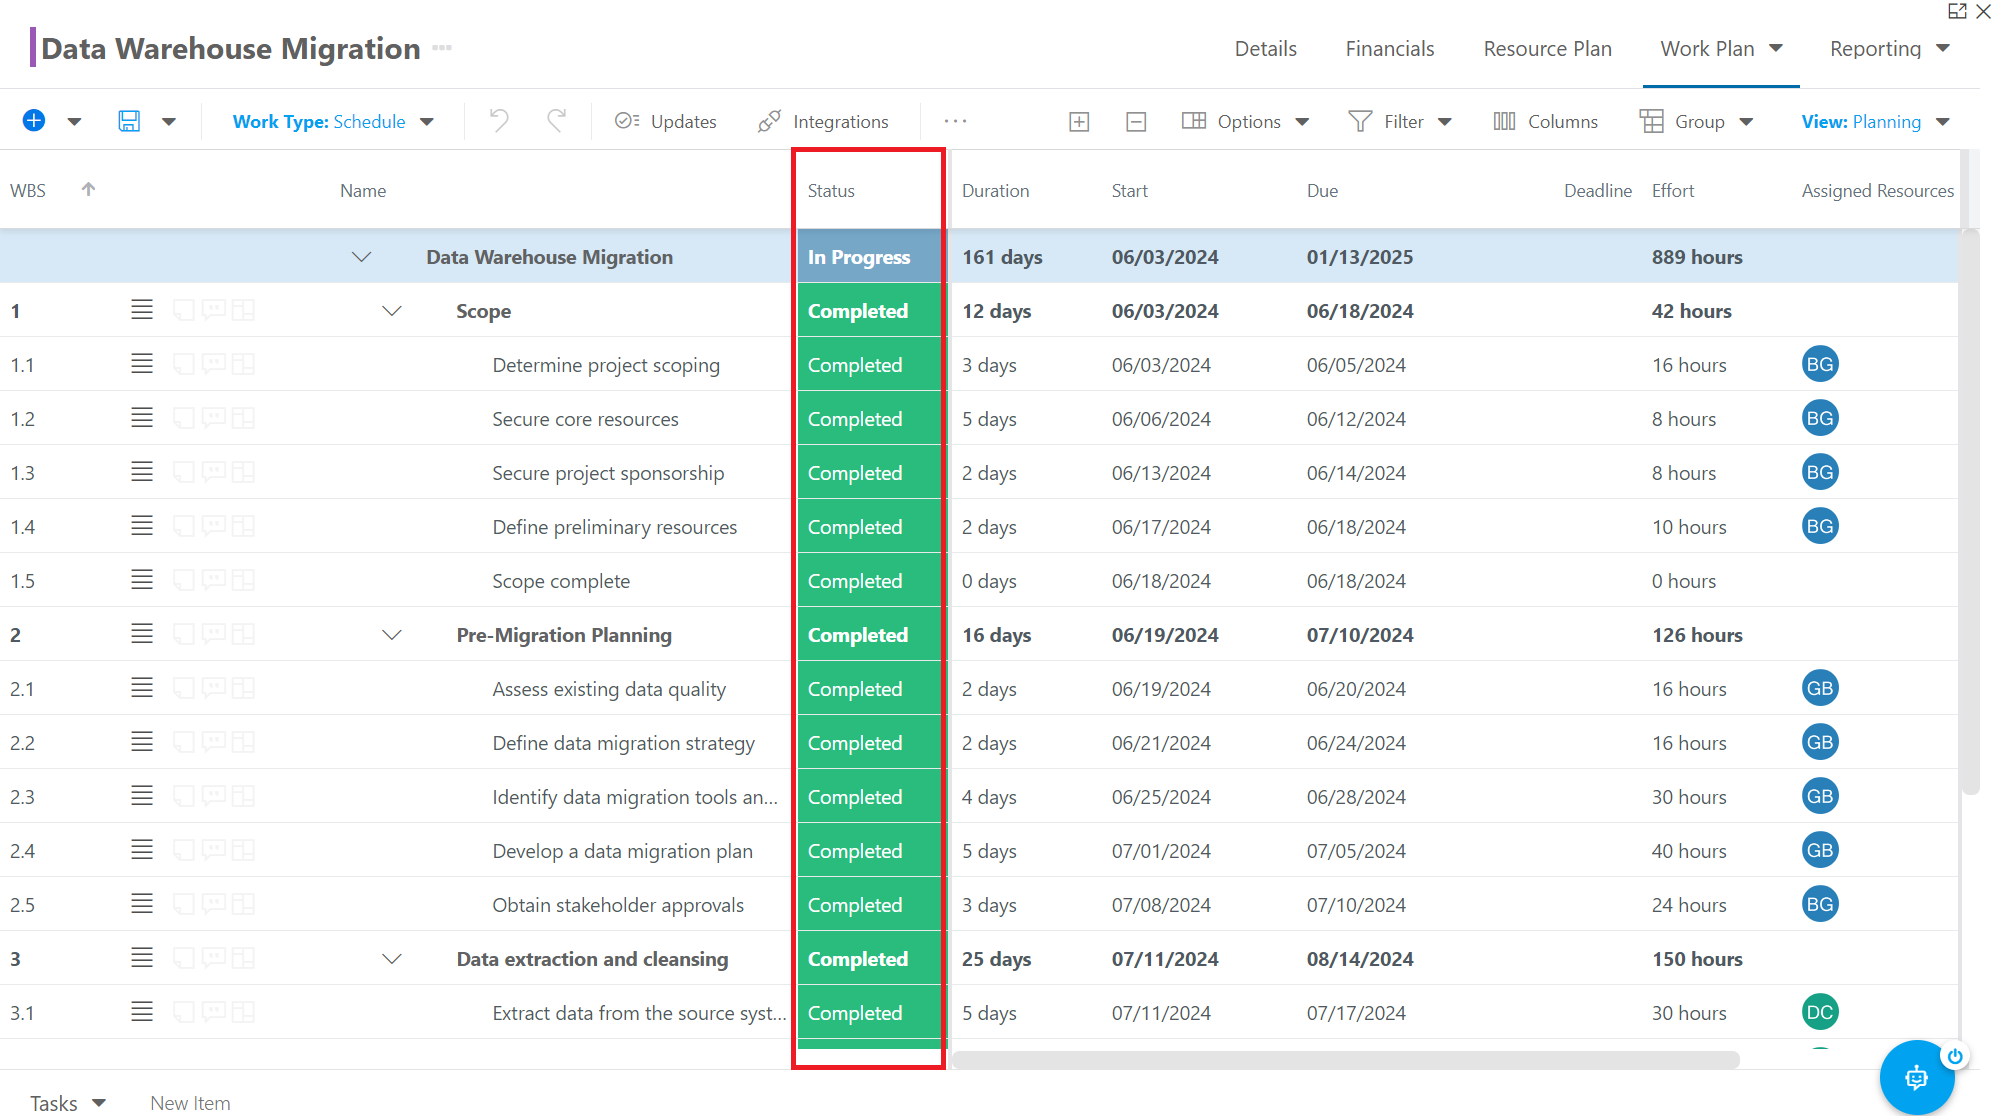 Data Warehouse Migration
Details Financials Resource Plan Work Plan Reporting
Work Type: Schedule Updates Integrations Options Filter Columns Group View: Planning
WBS Name Status Duration Start Due Deadline Effort Assigned Resources
Data Warehouse Migration In Progress 161 days 06/03/2024 01/13/2025 889 hours
1 Scope Completed 12 days 06/03/2024 06/18/2024 42 hours
1.1 Determine project scoping Completed 3 days 06/03/2024 06/05/2024 16 hours BG
1.2 Secure core resources Completed 5 days 06/06/2024 06/12/2024 8 hours BG
1.3 Secure project sponsorship Completed 2 days 06/13/2024 06/14/2024 8 hours BG
1.4 Define preliminary resources Completed 2 days 06/17/2024 06/18/2024 10 hours BG
1.5 Scope complete Completed 0 days 06/18/2024 06/18/2024 0 hours
2 Pre-Migration Planning Completed 16 days 06/19/2024 07/10/2024 126 hours
2.1 Assess existing data quality Completed 2 days 06/19/2024 06/20/2024 16 hours GB
2.2 Define data migration strategy Completed 2 days 06/21/2024 06/24/2024 16 hours GB
2.3 Identify data migration tools an... Completed 4 days 06/25/2024 06/28/2024 30 hours GB
2.4 Develop a data migration plan Completed 5 days 07/01/2024 07/05/2024 40 hours GB
2.5 Obtain stakeholder approvals Completed 3 days 07/08/2024 07/10/2024 24 hours BG
3 Data extraction and cleansing Completed 25 days 07/11/2024 08/14/2024 150 hours
3.1 Extract data from the source syst... Completed 5 days 07/11/2024 07/17/2024 30 hours DC
Tasks New Item